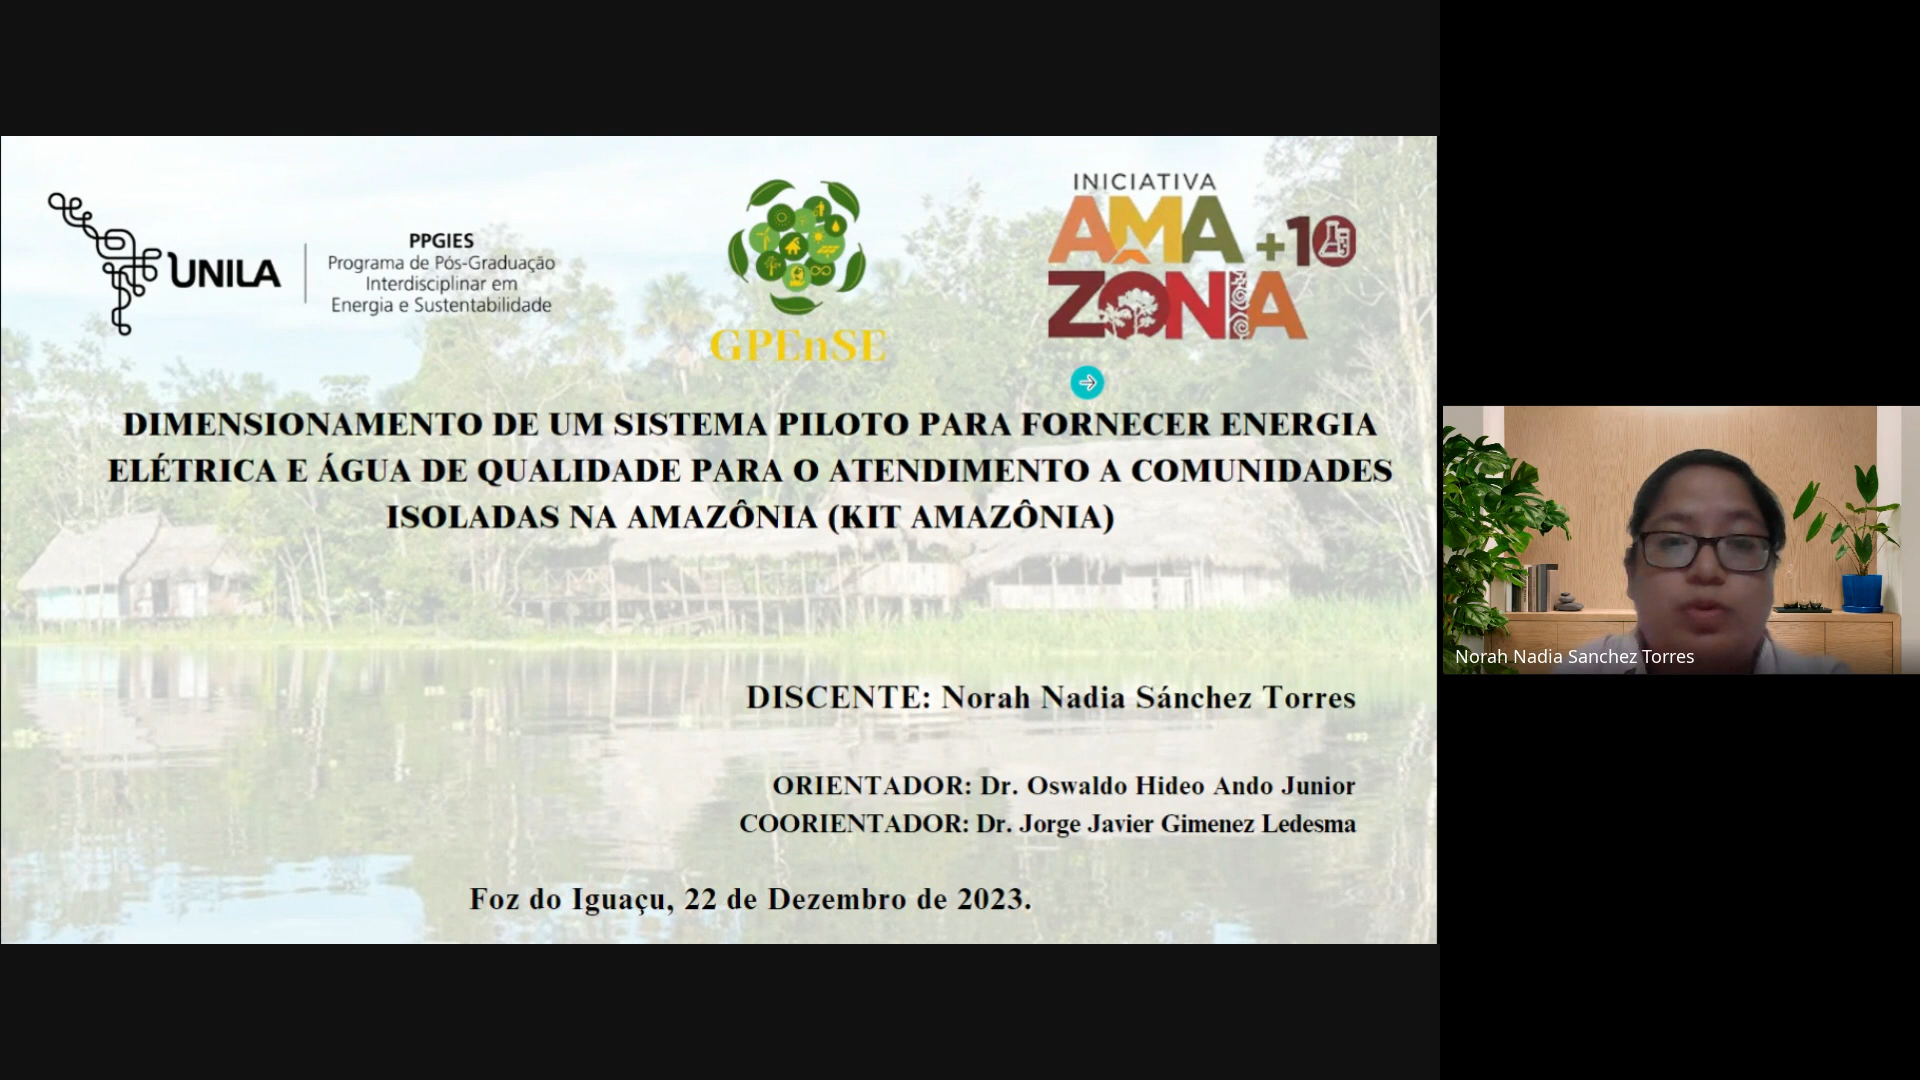 UNILA
PPGIES
Programa de Pós-Graduação
Interdisciplinar em
Energia e Sustentabilidade
GPEnSE
INICIATIVA
AMA
ZÔNIA
+10
DIMENSIONAMENTO DE UM SISTEMA PILOTO PARA FORNECER ENERGIA
ELÉTRICA E ÁGUA DE QUALIDADE PARA O ATENDIMENTO A COMUNIDADES
ISOLADAS NA AMAZÔNIA (KIT AMAZÔNIA)
DISCENTE: Norah Nadia Sánchez Torres
ORIENTADOR: Dr. Oswaldo Hideo Ando Junior
COORIENTADOR: Dr. Jorge Javier Gimenez Ledesma
Foz do Iguaçu, 22 de Dezembro de 2023.
Norah Nadia Sanchez Torres